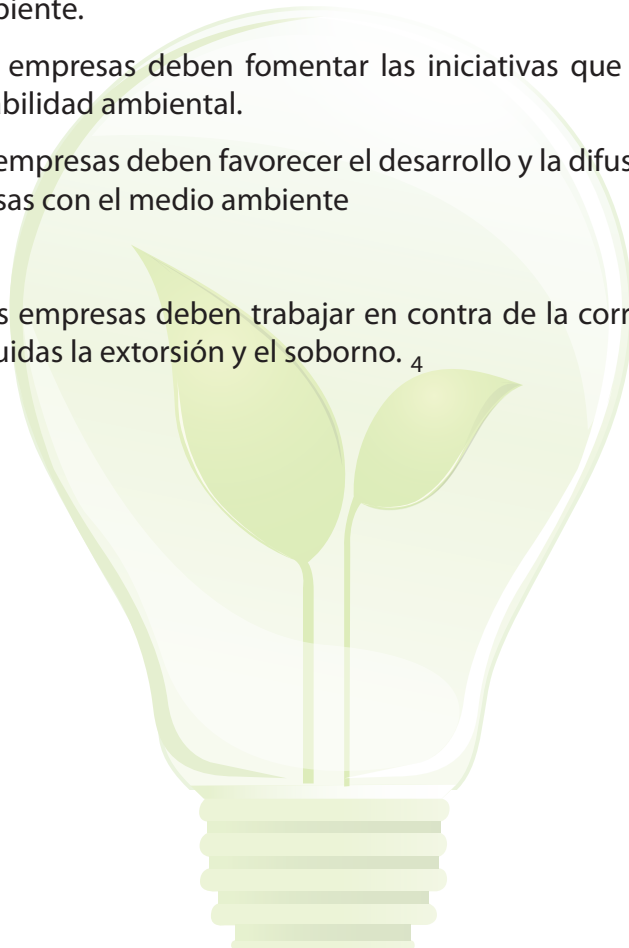 biente.
empresas deben fomentar las iniciativas que
bilidad ambiental.
empresas deben favorecer el desarrollo y la difus
sas con el medio ambiente
s empresas deben trabajar en contra de la corr
uidas la extorsión y el soborno. 4